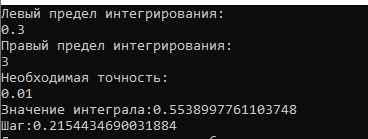 Левый предел интегрирования:
0.3
Правый предел интегрирования:
3
Необходимая точность:
0.01
Значение интеграла:0.5538997761103748
Шаг:0.2154434690031884